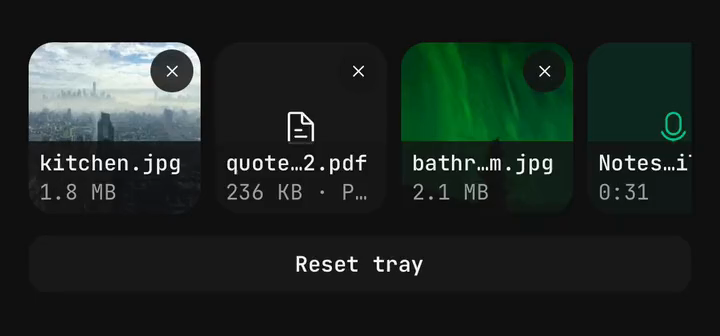 kitchen.jpg
1.8 MB
quote…2.pdf
236 KB · P…
bathr…m.jpg
2.1 MB
Notes…i
0:31
Reset tray